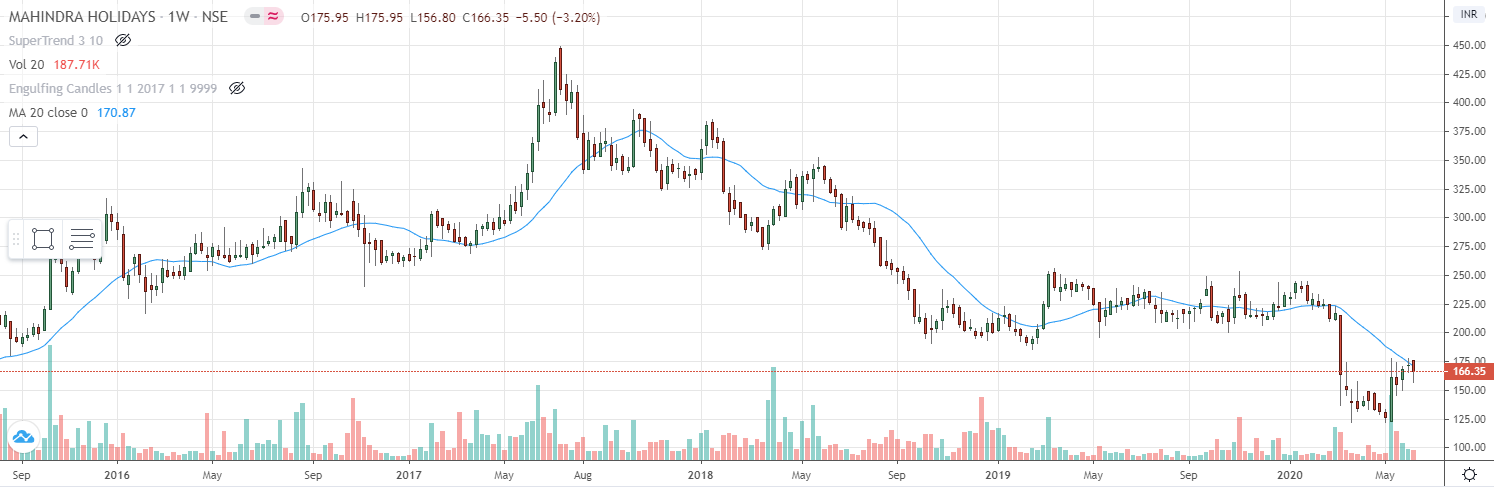 MAHINDRA HOLIDAYS · 1W · NSE O175.95 H175.95 L156.80 C166.35 −5.50 (−3.20%) INR
SuperTrend 3 10
Vol 20 187.71K
Engulfing Candles 1 1 2017 1 1 9999
MA 20 close 0 170.87
450.00
425.00
400.00
375.00
350.00
325.00
300.00
275.00
250.00
225.00
200.00
175.00
166.35
150.00
125.00
100.00
Sep 2016 May Sep 2017 May Aug 2018 May Sep 2019 May Sep 2020 May